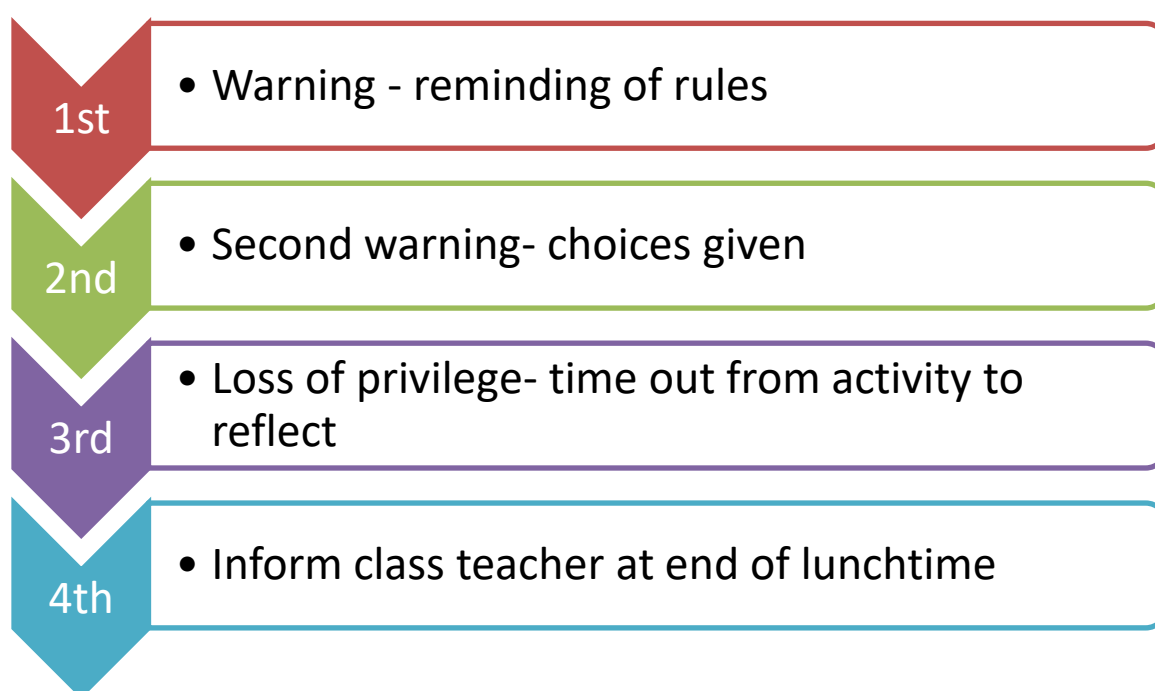 1st
• Warning - reminding of rules
2nd
• Second warning- choices given
3rd
• Loss of privilege- time out from activity to
reflect
4th
• Inform class teacher at end of lunchtime